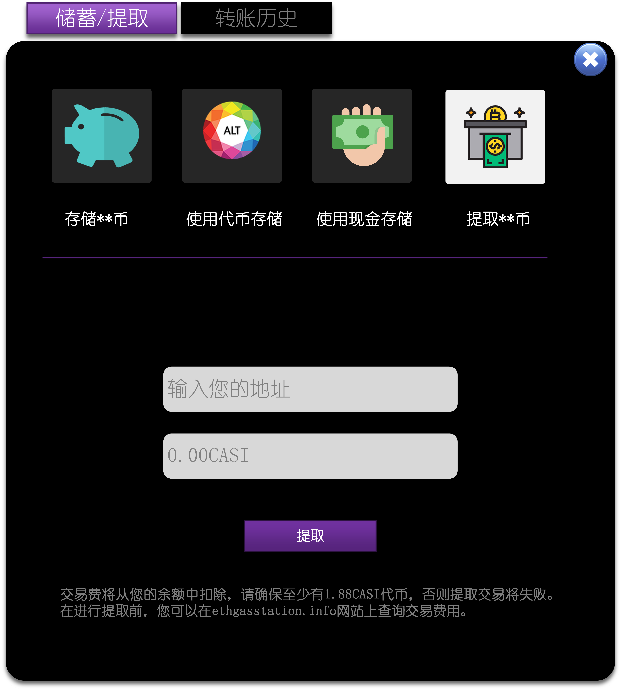 储蓄/提取
转账历史
ALT
存储**币
使用代币存储
使用现金存储
提取**币
输入您的地址
0.00CASI
提取
交易费将从您的余额中扣除，请确保至少有1.88CASI代币，否则提取交易将失败。
在进行提取前，您可以在ethgasstation.info网站上查询交易费用。